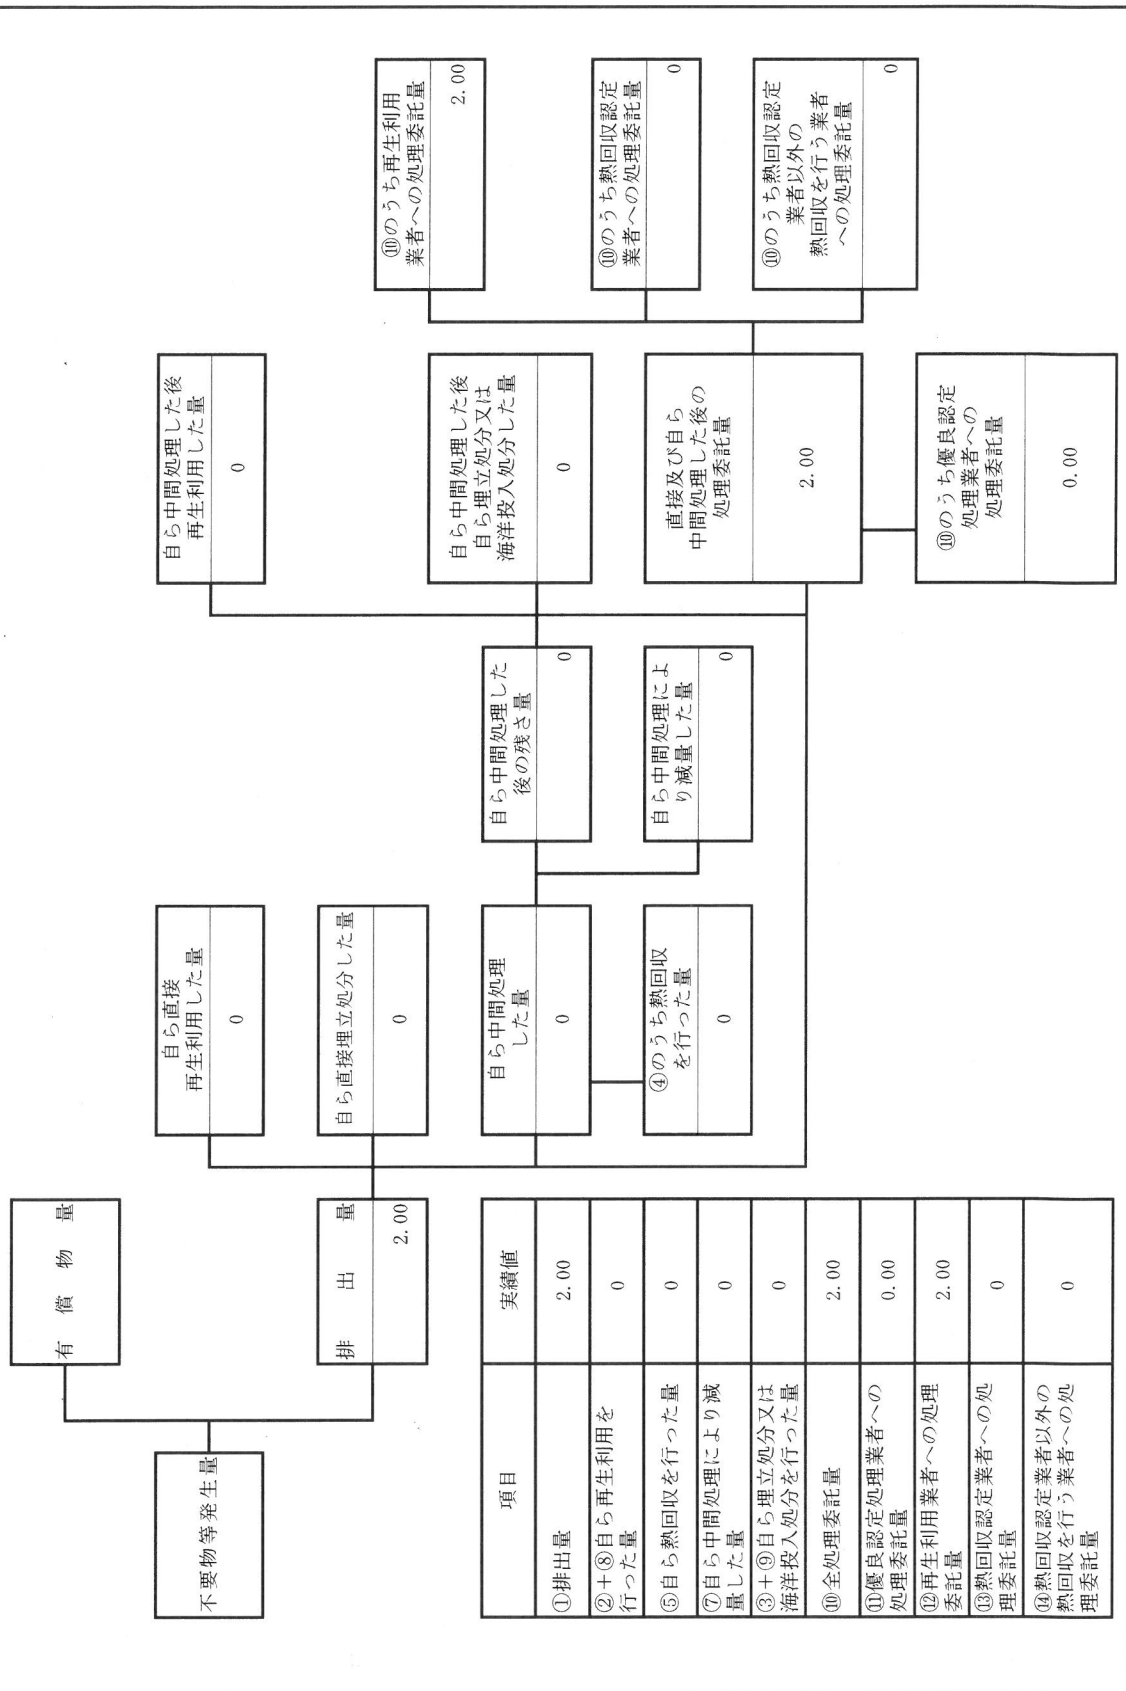 不要物等発生量
有償物量
排出量
2.00
自ら直接
再生利用した量
0
自ら直接埋立処分した量
0
自ら中間処理
した量
0
④のうち熱回収
を行った量
0
自ら中間処理した
後の残さ量
0
自ら中間処理によ
り減量した量
0
自ら中間処理した後
再生利用した量
0
自ら中間処理した後
自ら埋立処分又は
海洋投入処分した量
0
直接及び自ら
中間処理した後の
処理委託量
2.00
⑩のうち優良認定
処理業者への
処理委託量
0.00
⑩のうち再生利用
業者への処理委託量
2.00
⑩のうち熱回収認定
業者への処理委託量
0
⑩のうち熱回収認定
業者以外の
熱回収を行う業者
への処理委託量
0
項目 実績値
①排出量 2.00
②+⑧自ら再生利用を
行った量 0
⑤自ら熱回収を行った量 0
⑦自ら中間処理により減
量した量 0
③+⑨自ら埋立処分又は
海洋投入処分を行った量 0
⑩全処理委託量 2.00
⑪優良認定処理業者への
処理委託量 0.00
⑫再生利用業者への処理
委託量 2.00
⑬熱回収認定業者への処
理委託量 0
⑭熱回収認定業者以外の
熱回収を行う業者への処
理委託量 0